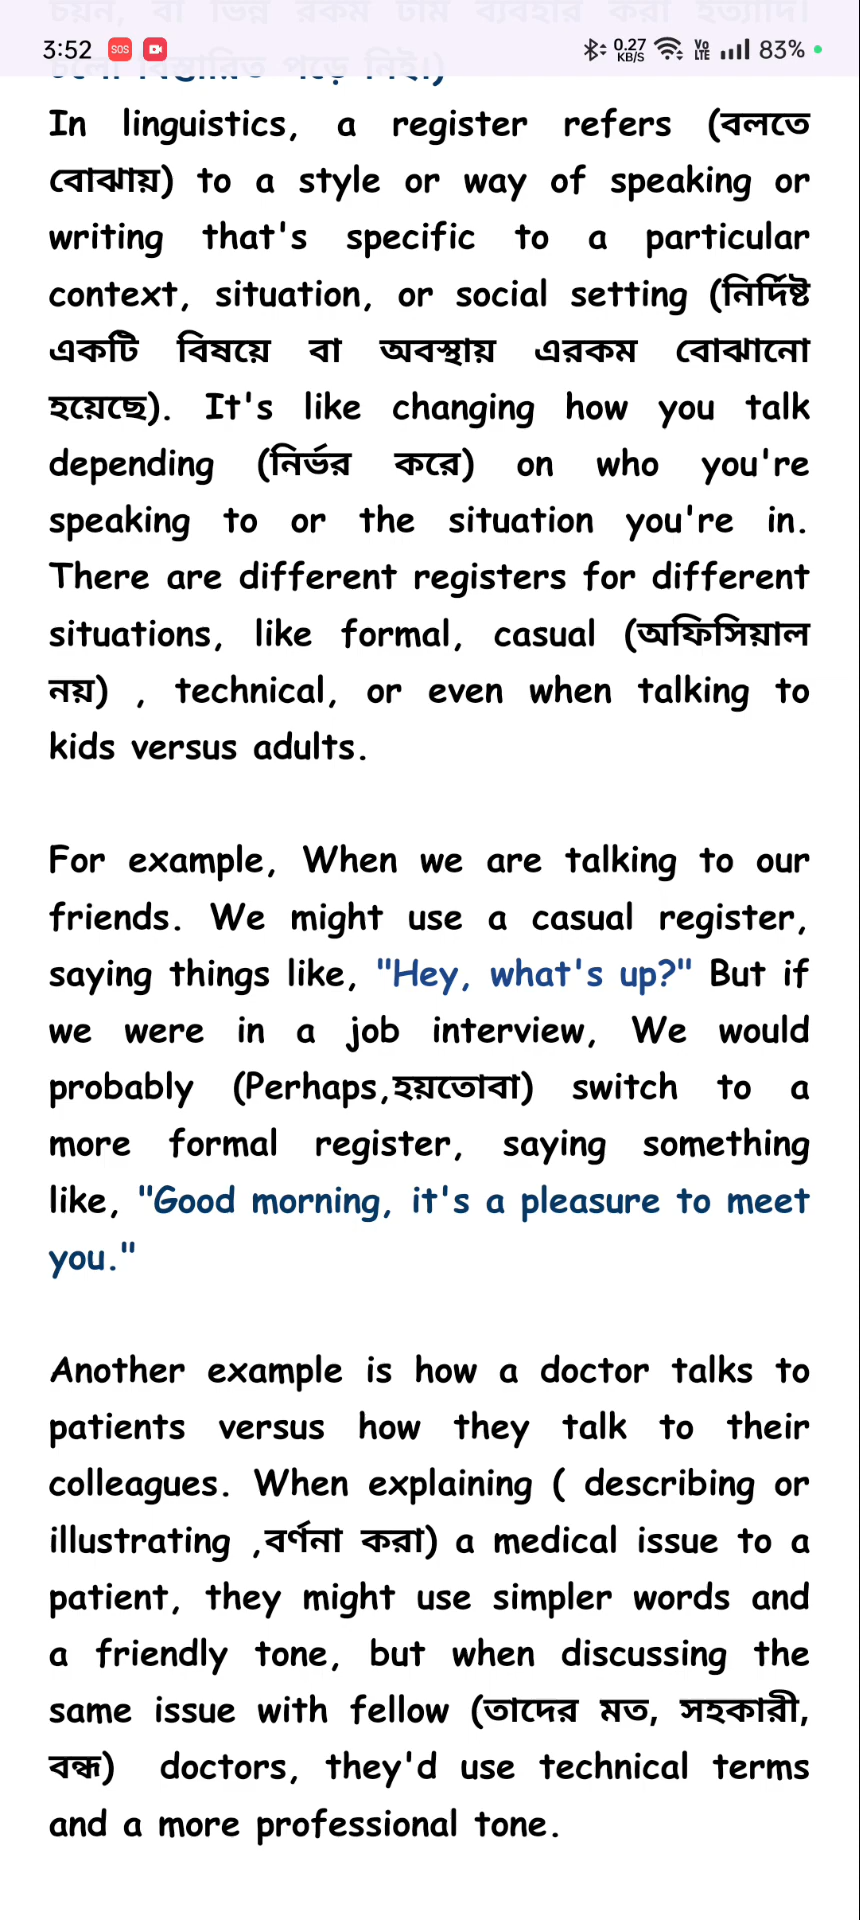 3:52 SOS 0.27 KB/S Vo LTE 83%
In linguistics, a register refers (বলতে
বোঝায়) to a style or way of speaking or
writing that's specific to a particular
context, situation, or social setting (নির্দিষ্ট
একটি বিষয়ে বা অবস্থায় এরকম বোঝানো
হয়েছে). It's like changing how you talk
depending (নির্ভর করে) on who you're
speaking to or the situation you're in.
There are different registers for different
situations, like formal, casual (অফিসিয়াল
নয়) , technical, or even when talking to
kids versus adults.
For example, When we are talking to our
friends. We might use a casual register,
saying things like, "Hey, what's up?" But if
we were in a job interview, We would
probably (Perhaps,হয়তোবা) switch to a
more formal register, saying something
like, "Good morning, it's a pleasure to meet
you."
Another example is how a doctor talks to
patients versus how they talk to their
colleagues. When explaining ( describing or
illustrating ,বর্ণনা করা) a medical issue to a
patient, they might use simpler words and
a friendly tone, but when discussing the
same issue with fellow (তাদের মত, সহকারী,
বন্ধ) doctors, they'd use technical terms
and a more professional tone.